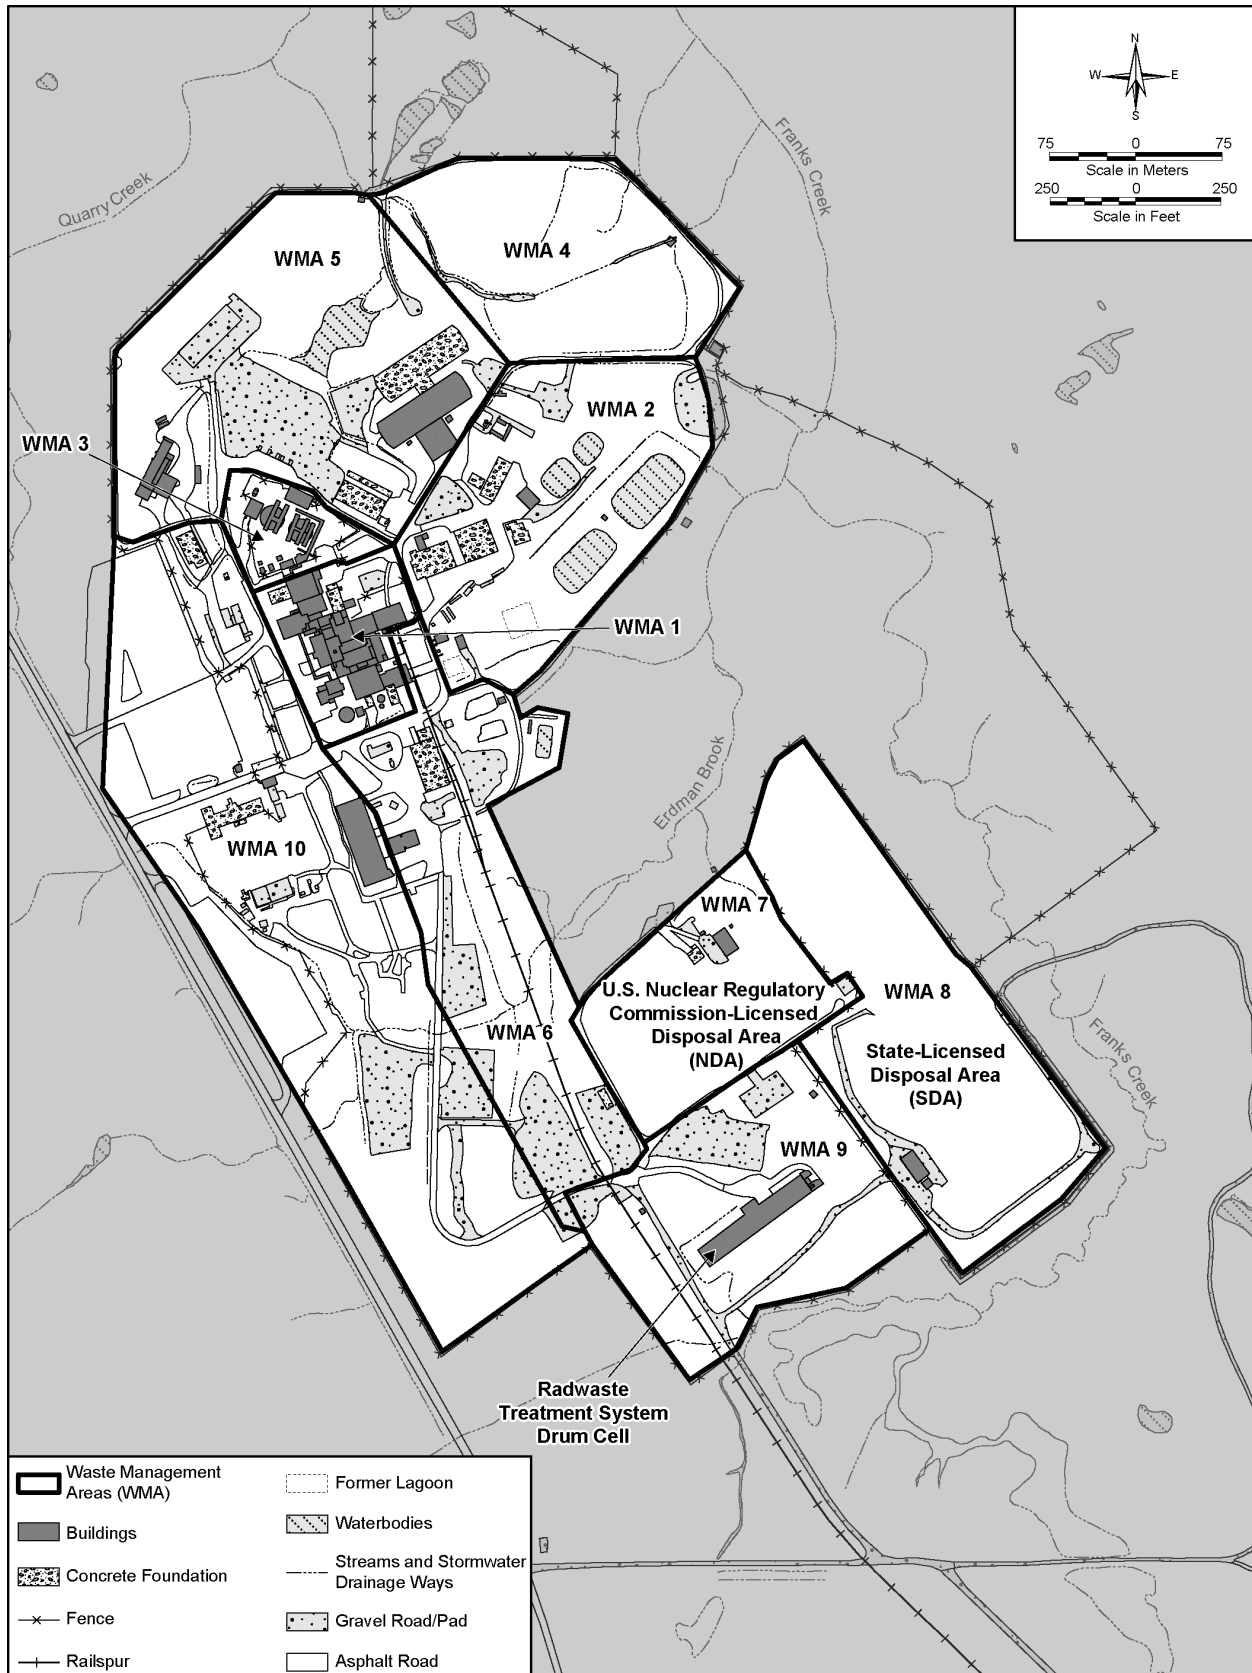 N
W E
S
75 0 75
Scale in Meters
250 0 250
Scale in Feet
Franks Creek
Quarry Creek
WMA 5
WMA 4
WMA 2
WMA 3
WMA 1
Erdman Brook
WMA 10
WMA 7
U.S. Nuclear Regulatory
Commission-Licensed
Disposal Area
(NDA)
WMA 8
WMA 6
State-Licensed
Disposal Area
(SDA)
Franks Creek
WMA 9
Radwaste
Treatment System
Drum Cell
Waste Management
Areas (WMA)
Buildings
Concrete Foundation
Fence
Railspur
Former Lagoon
Waterbodies
Streams and Stormwater
Drainage Ways
Gravel Road/Pad
Asphalt Road